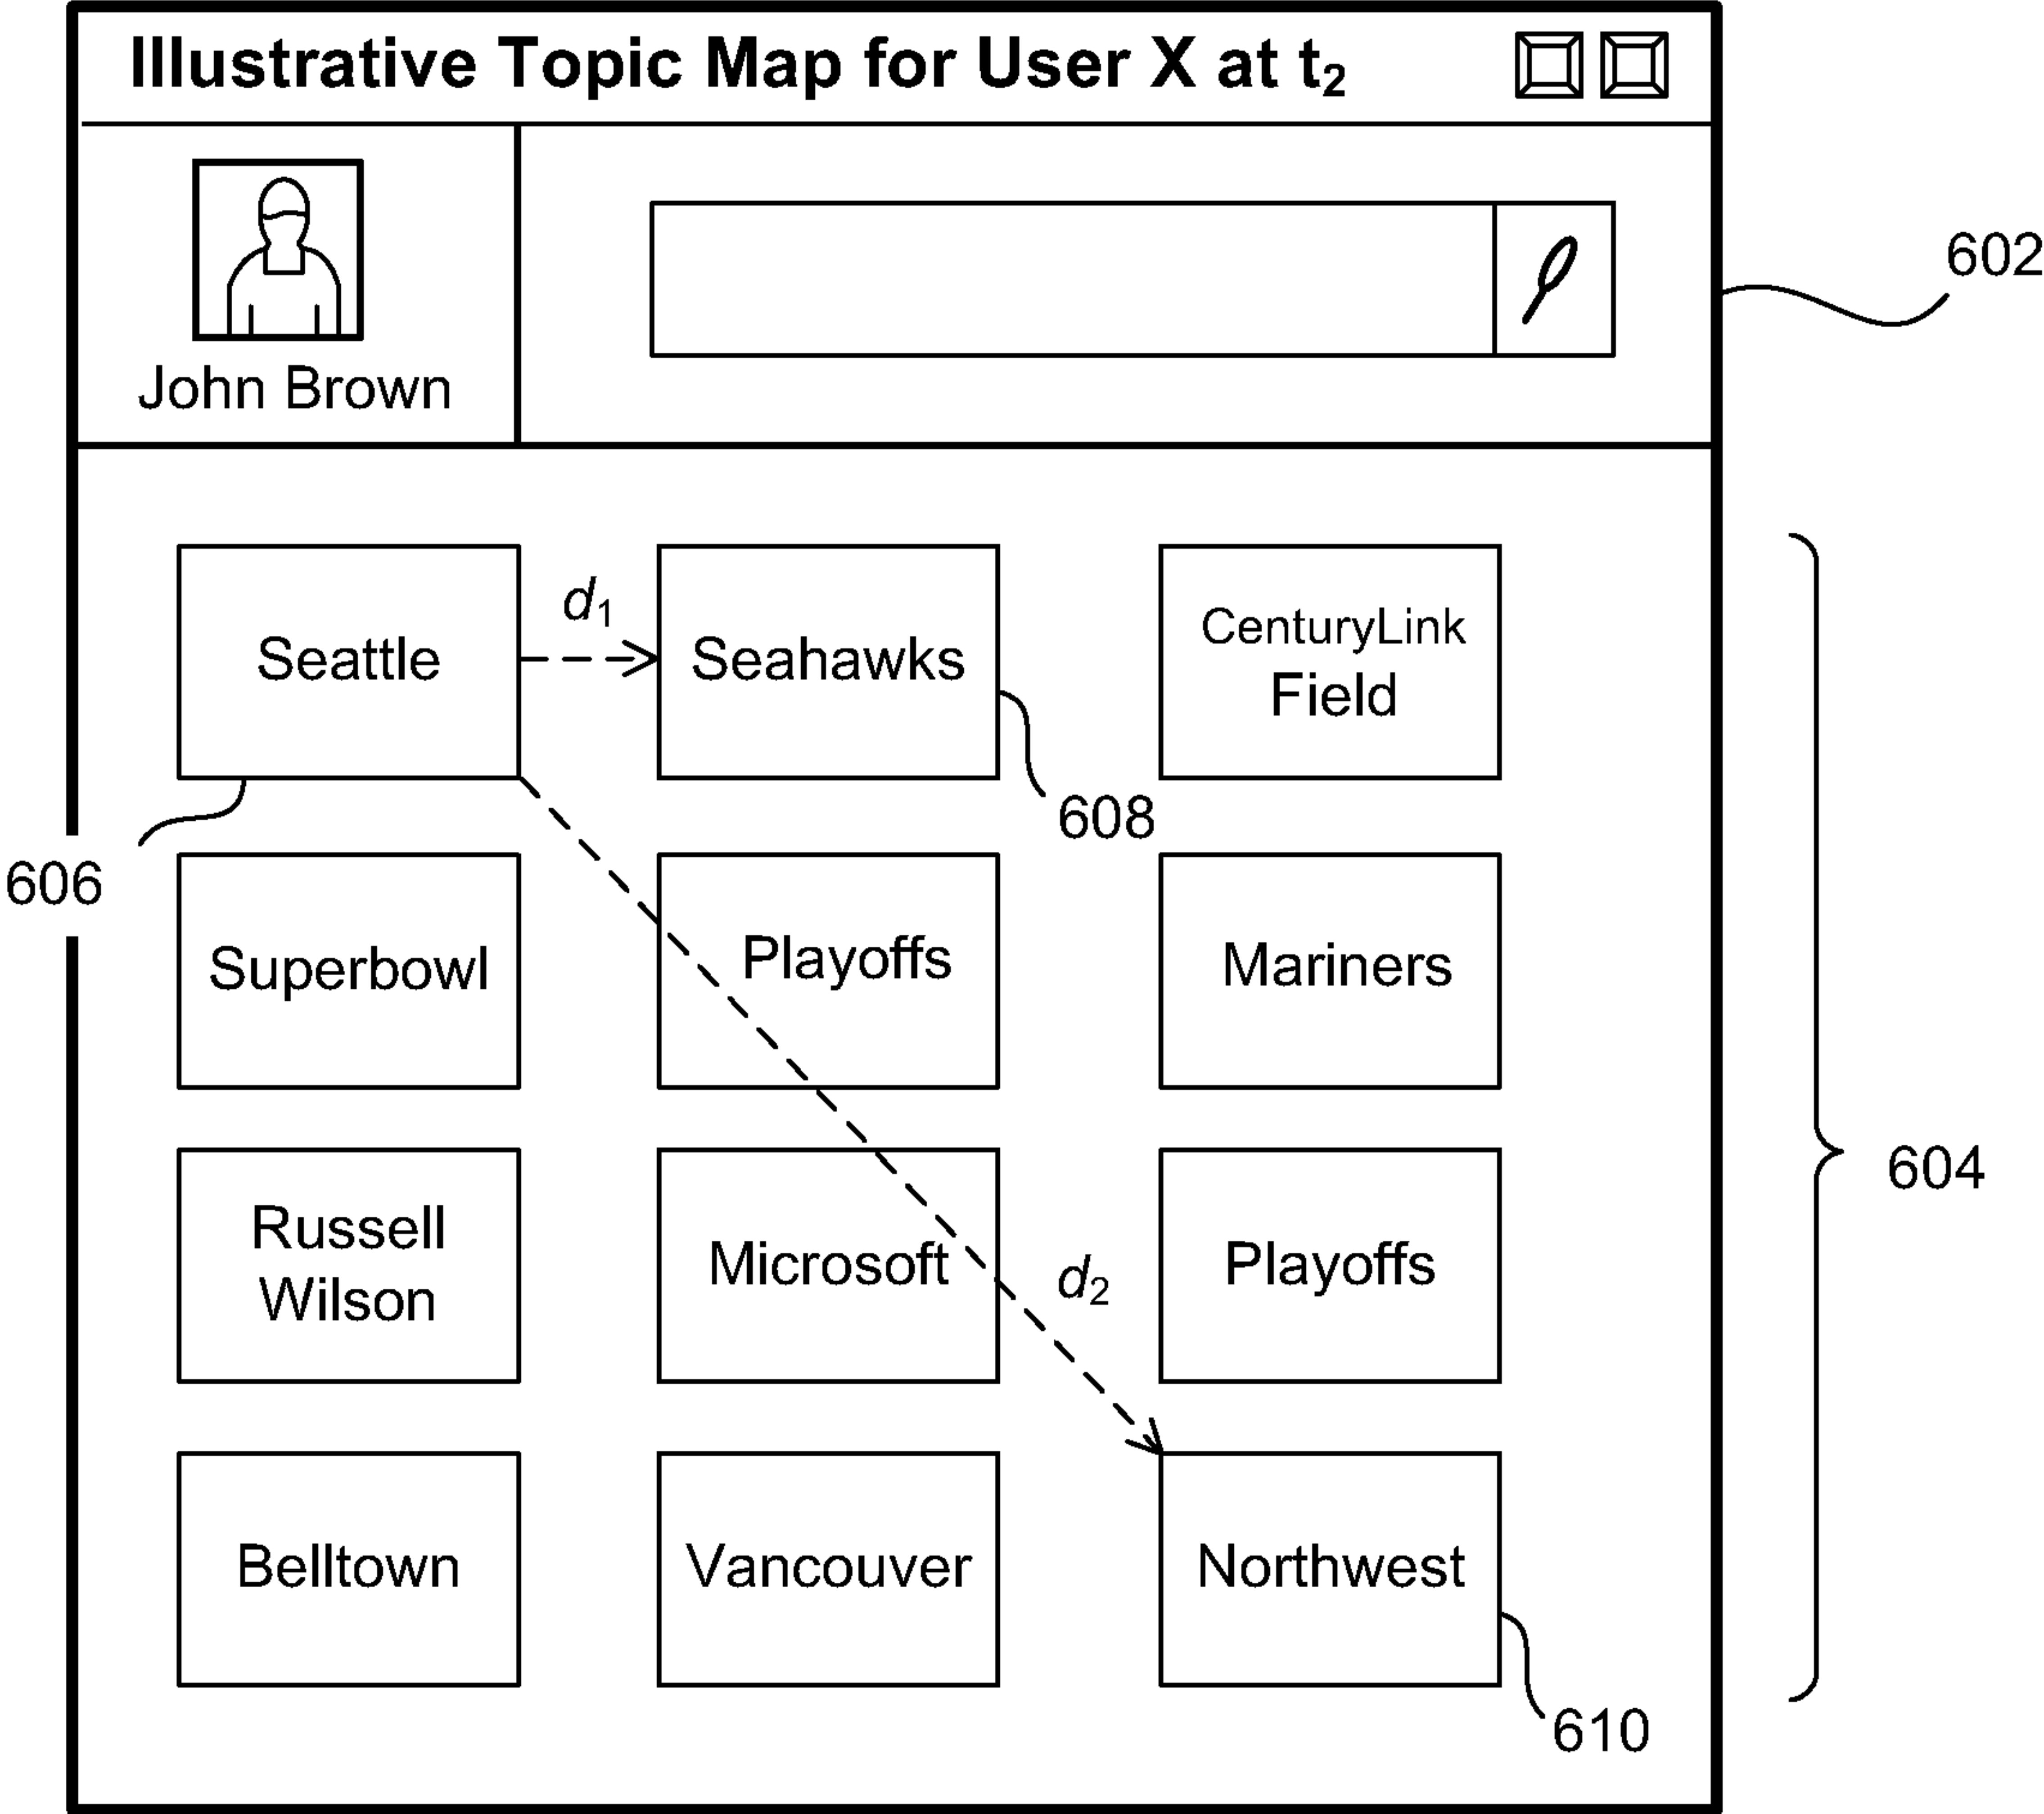 Illustrative Topic Map for User X at t₂
John Brown
602
Seattle
d₁
Seahawks
CenturyLink
Field
606
608
Superbowl
Playoffs
Mariners
Russell
Wilson
Microsoft
d₂
Playoffs
604
Belltown
Vancouver
Northwest
610